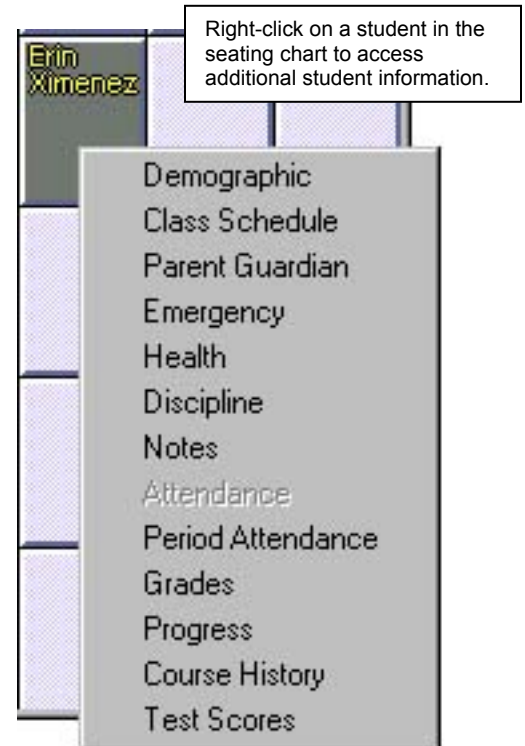 Right-click on a student in the
seating chart to access
additional student information.
Erin
Ximenez
Demographic
Class Schedule
Parent Guardian
Emergency
Health
Discipline
Notes
Attendance
Period Attendance
Grades
Progress
Course History
Test Scores